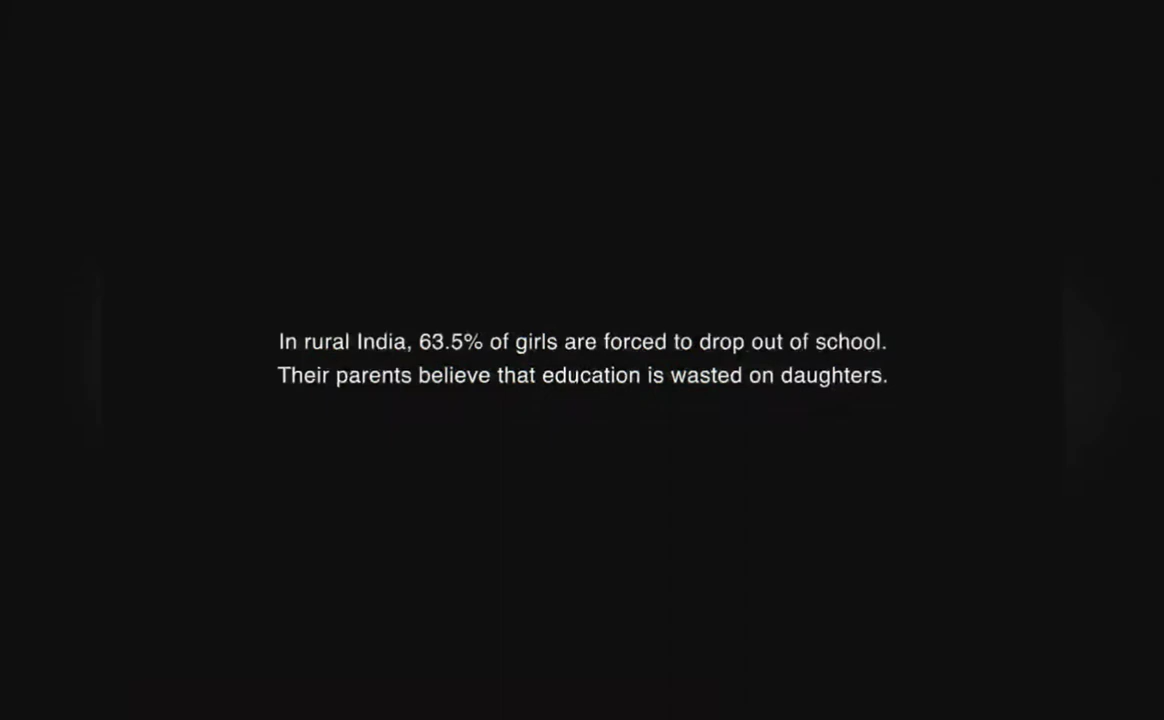 In rural India, 63.5% of girls are forced to drop out of school.
Their parents believe that education is wasted on daughters.